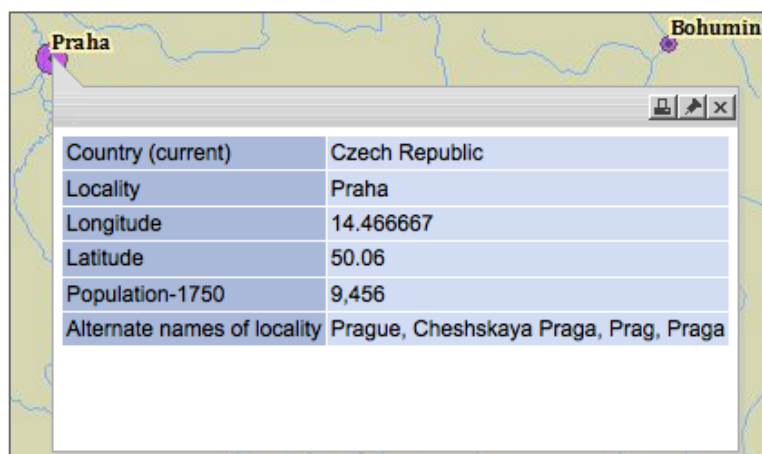 Praha
Bohumin
Country (current) Czech Republic
Locality Praha
Longitude 14.466667
Latitude 50.06
Population-1750 9,456
Alternate names of locality Prague, Cheshskaya Praga, Prag, Praga